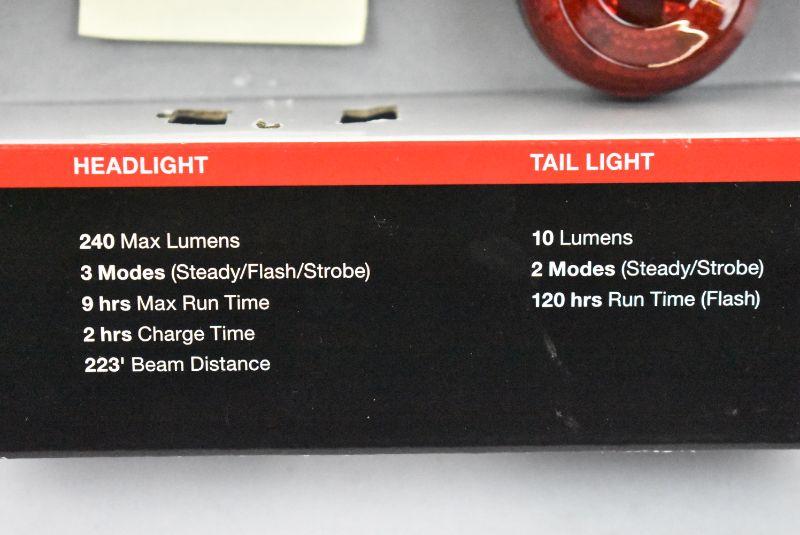 HEADLIGHT
240 Max Lumens
3 Modes (Steady/Flash/Strobe)
9 hrs Max Run Time
2 hrs Charge Time
223' Beam Distance
TAIL LIGHT
10 Lumens
2 Modes (Steady/Strobe)
120 hrs Run Time (Flash)